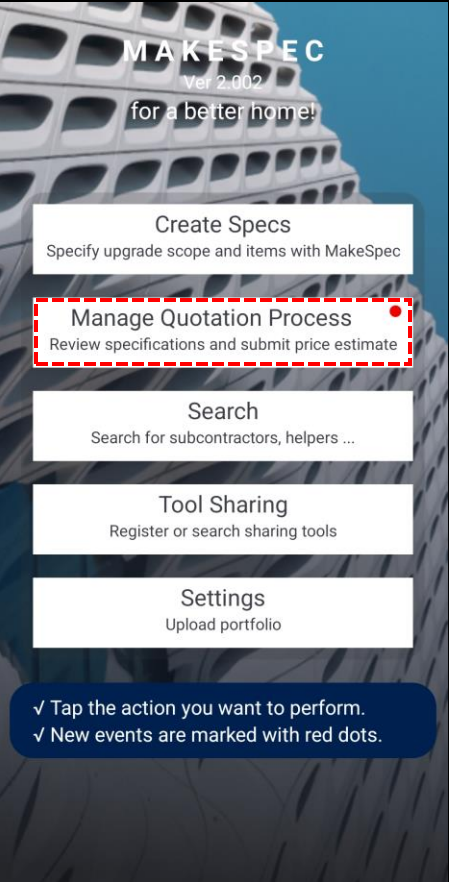 MAKESPEC
Ver 2.002
for a better home!
Create Specs
Specify upgrade scope and items with MakeSpec
Manage Quotation Process
Review specifications and submit price estimate
Search
Search for subcontractors, helpers ...
Tool Sharing
Register or search sharing tools
Settings
Upload portfolio
√ Tap the action you want to perform.
√ New events are marked with red dots.